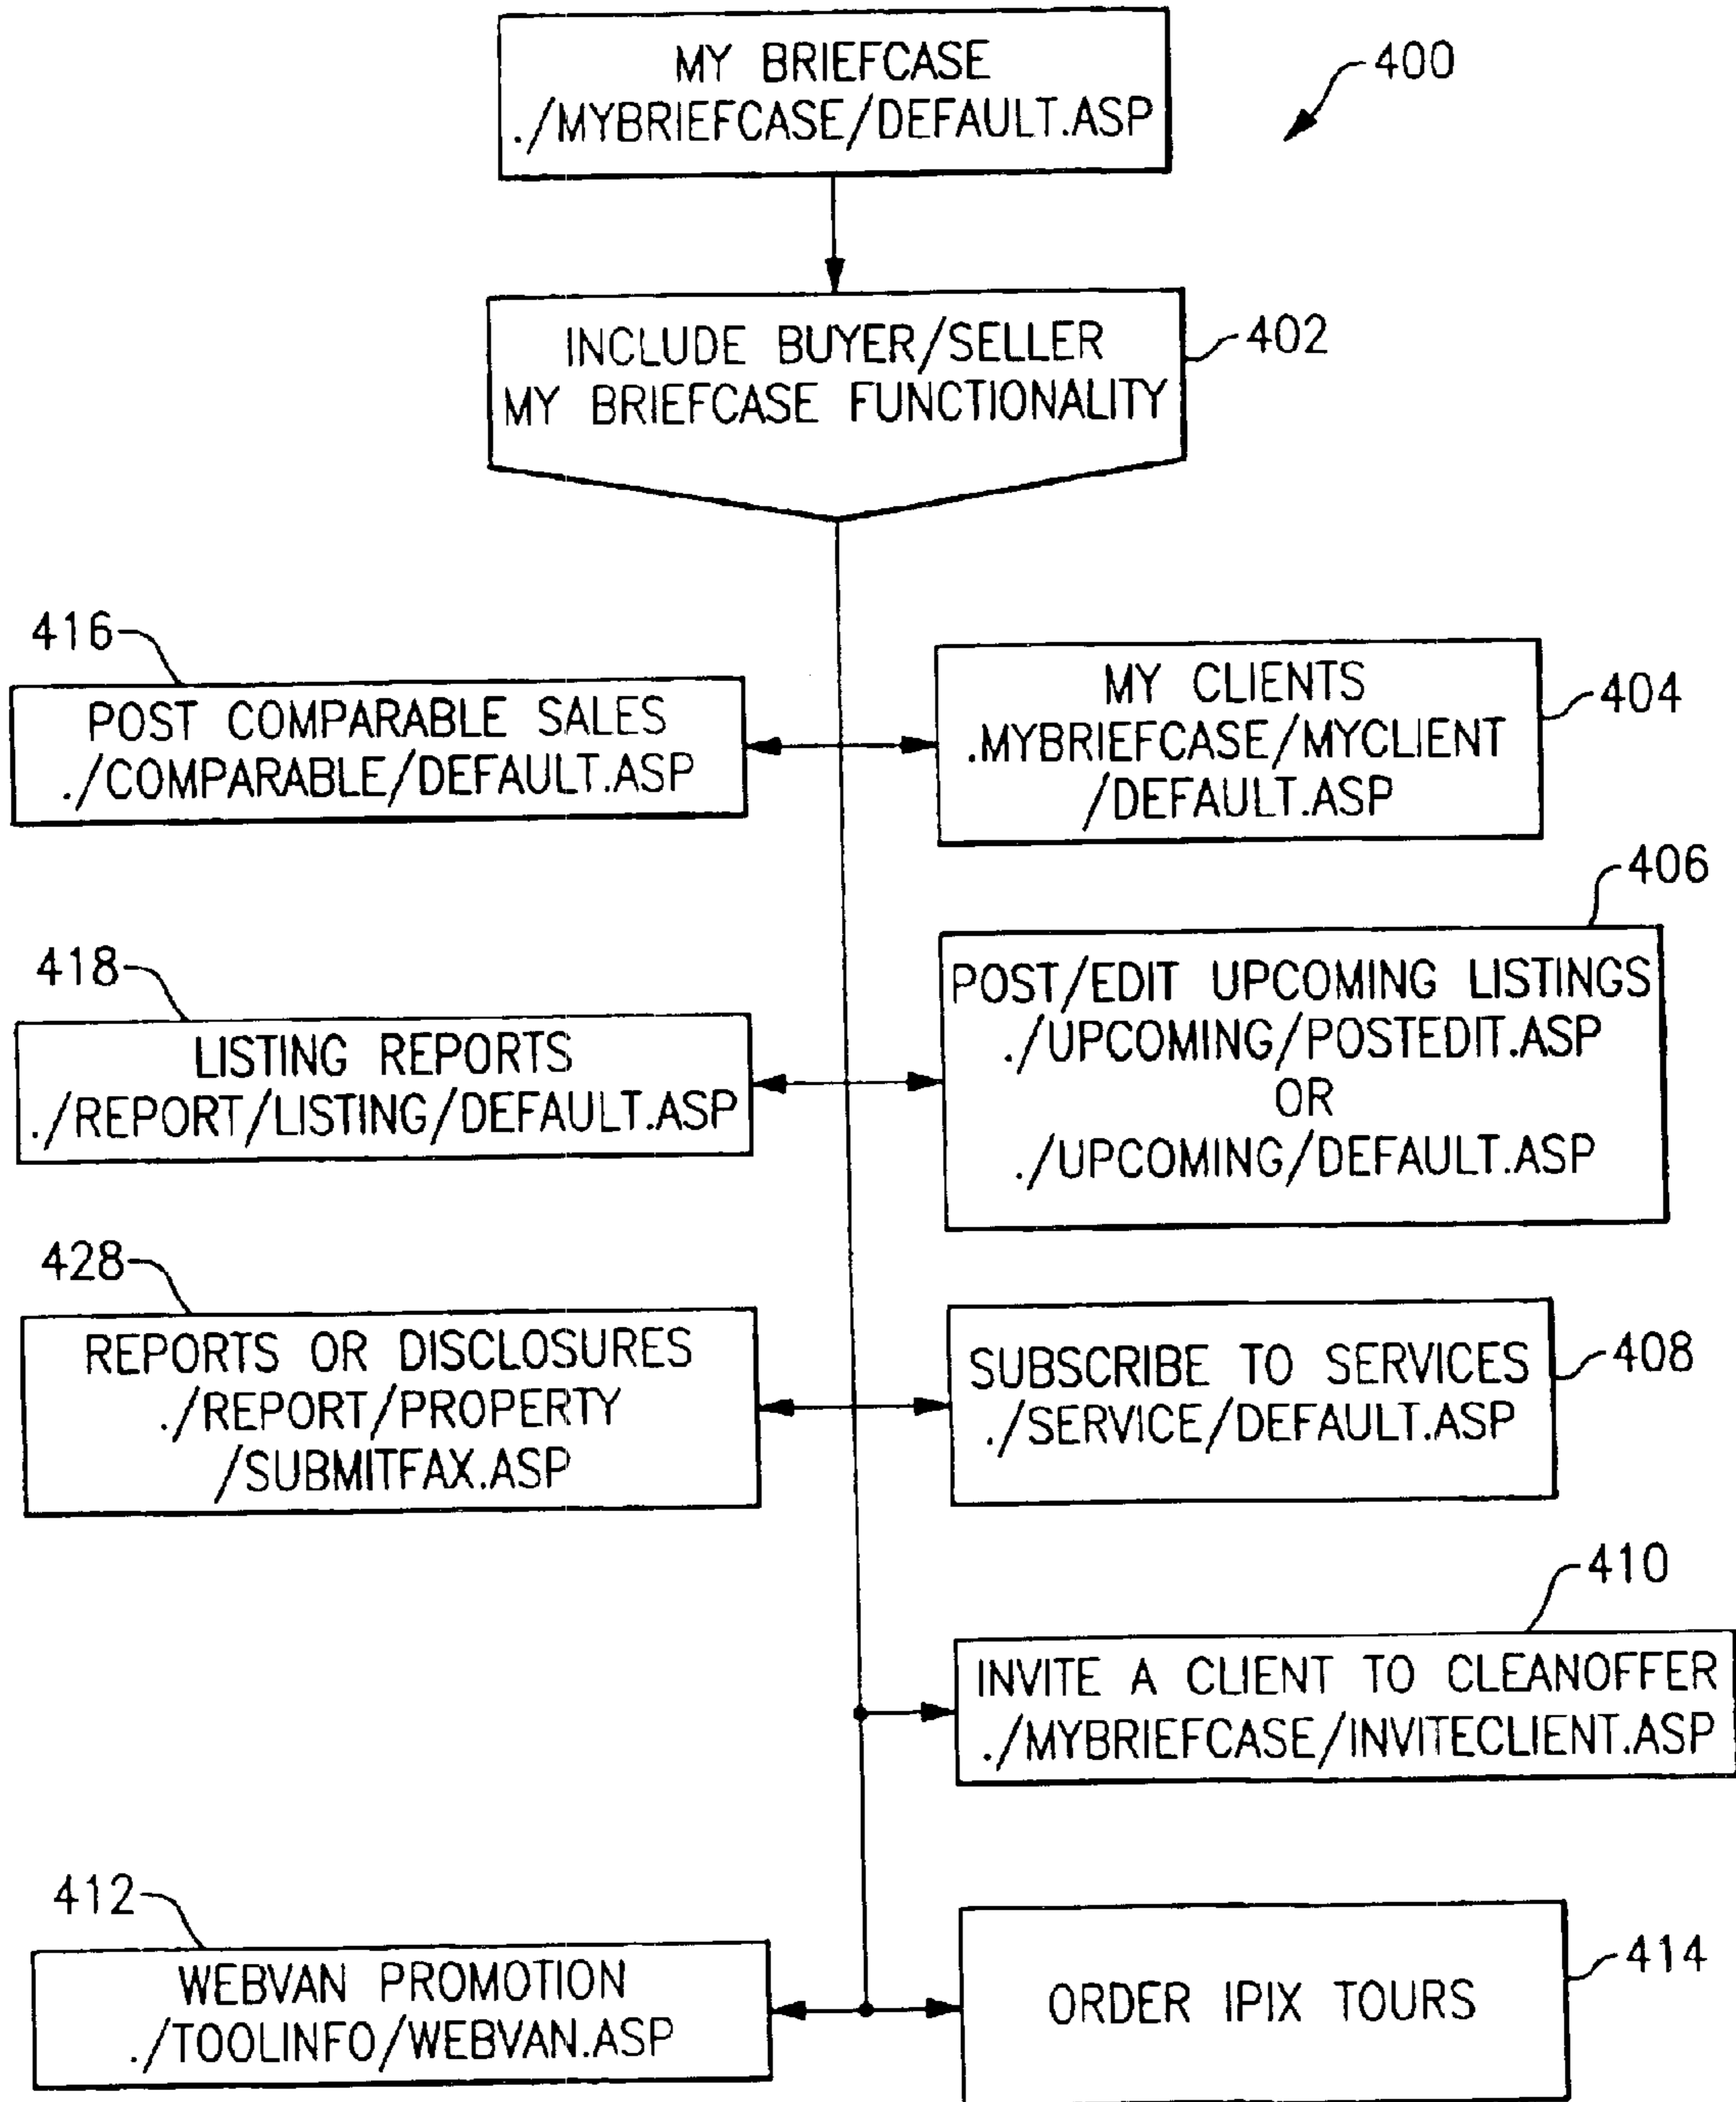 MY BRIEFCASE
./MYBRIEFCASE/DEFAULT.ASP
400
INCLUDE BUYER/SELLER
MY BRIEFCASE FUNCTIONALITY
402
416
POST COMPARABLE SALES
./COMPARABLE/DEFAULT.ASP
MY CLIENTS
.MYBRIEFCASE/MYCLIENT
/DEFAULT.ASP
404
406
418
LISTING REPORTS
./REPORT/LISTING/DEFAULT.ASP
POST/EDIT UPCOMING LISTINGS
./UPCOMING/POSTEDIT.ASP
OR
./UPCOMING/DEFAULT.ASP
428
REPORTS OR DISCLOSURES
./REPORT/PROPERTY
/SUBMITFAX.ASP
SUBSCRIBE TO SERVICES
./SERVICE/DEFAULT.ASP
408
410
INVITE A CLIENT TO CLEANOFFER
./MYBRIEFCASE/INVITECLIENT.ASP
412
WEBVAN PROMOTION
./TOOLINFO/WEBVAN.ASP
ORDER IPIX TOURS
414